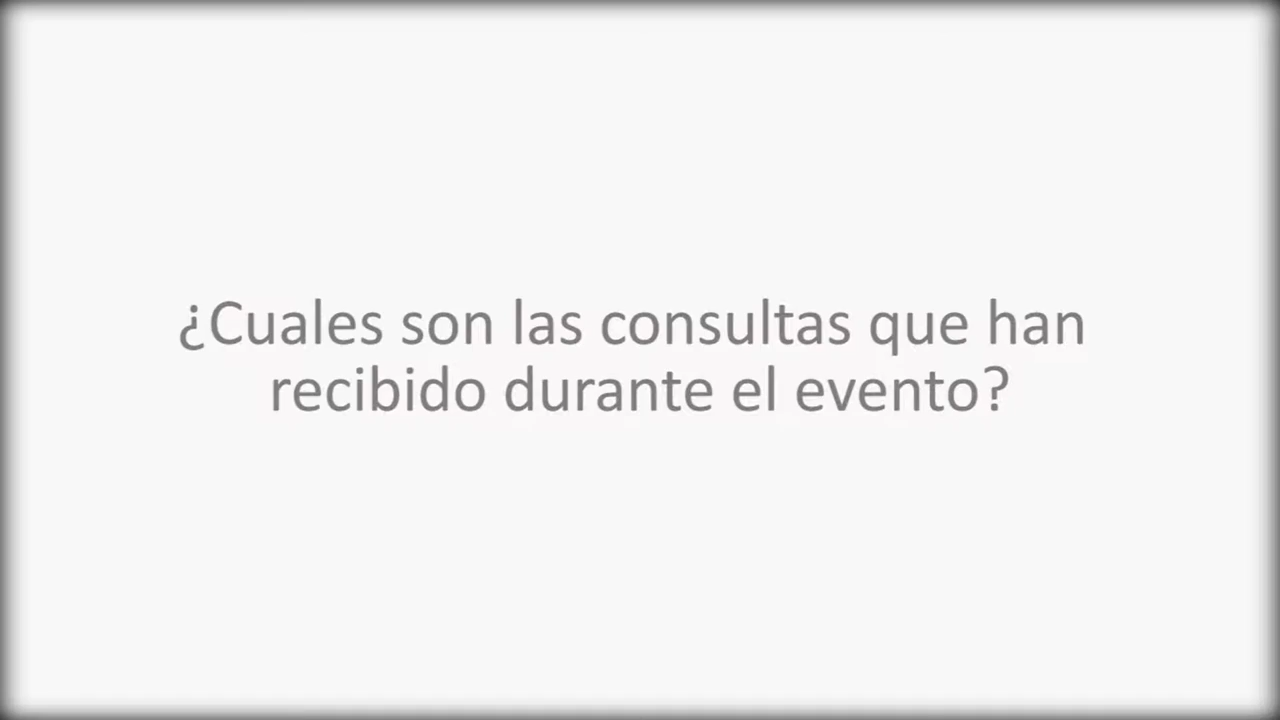 ¿Cuales son las consultas que han
recibido durante el evento?